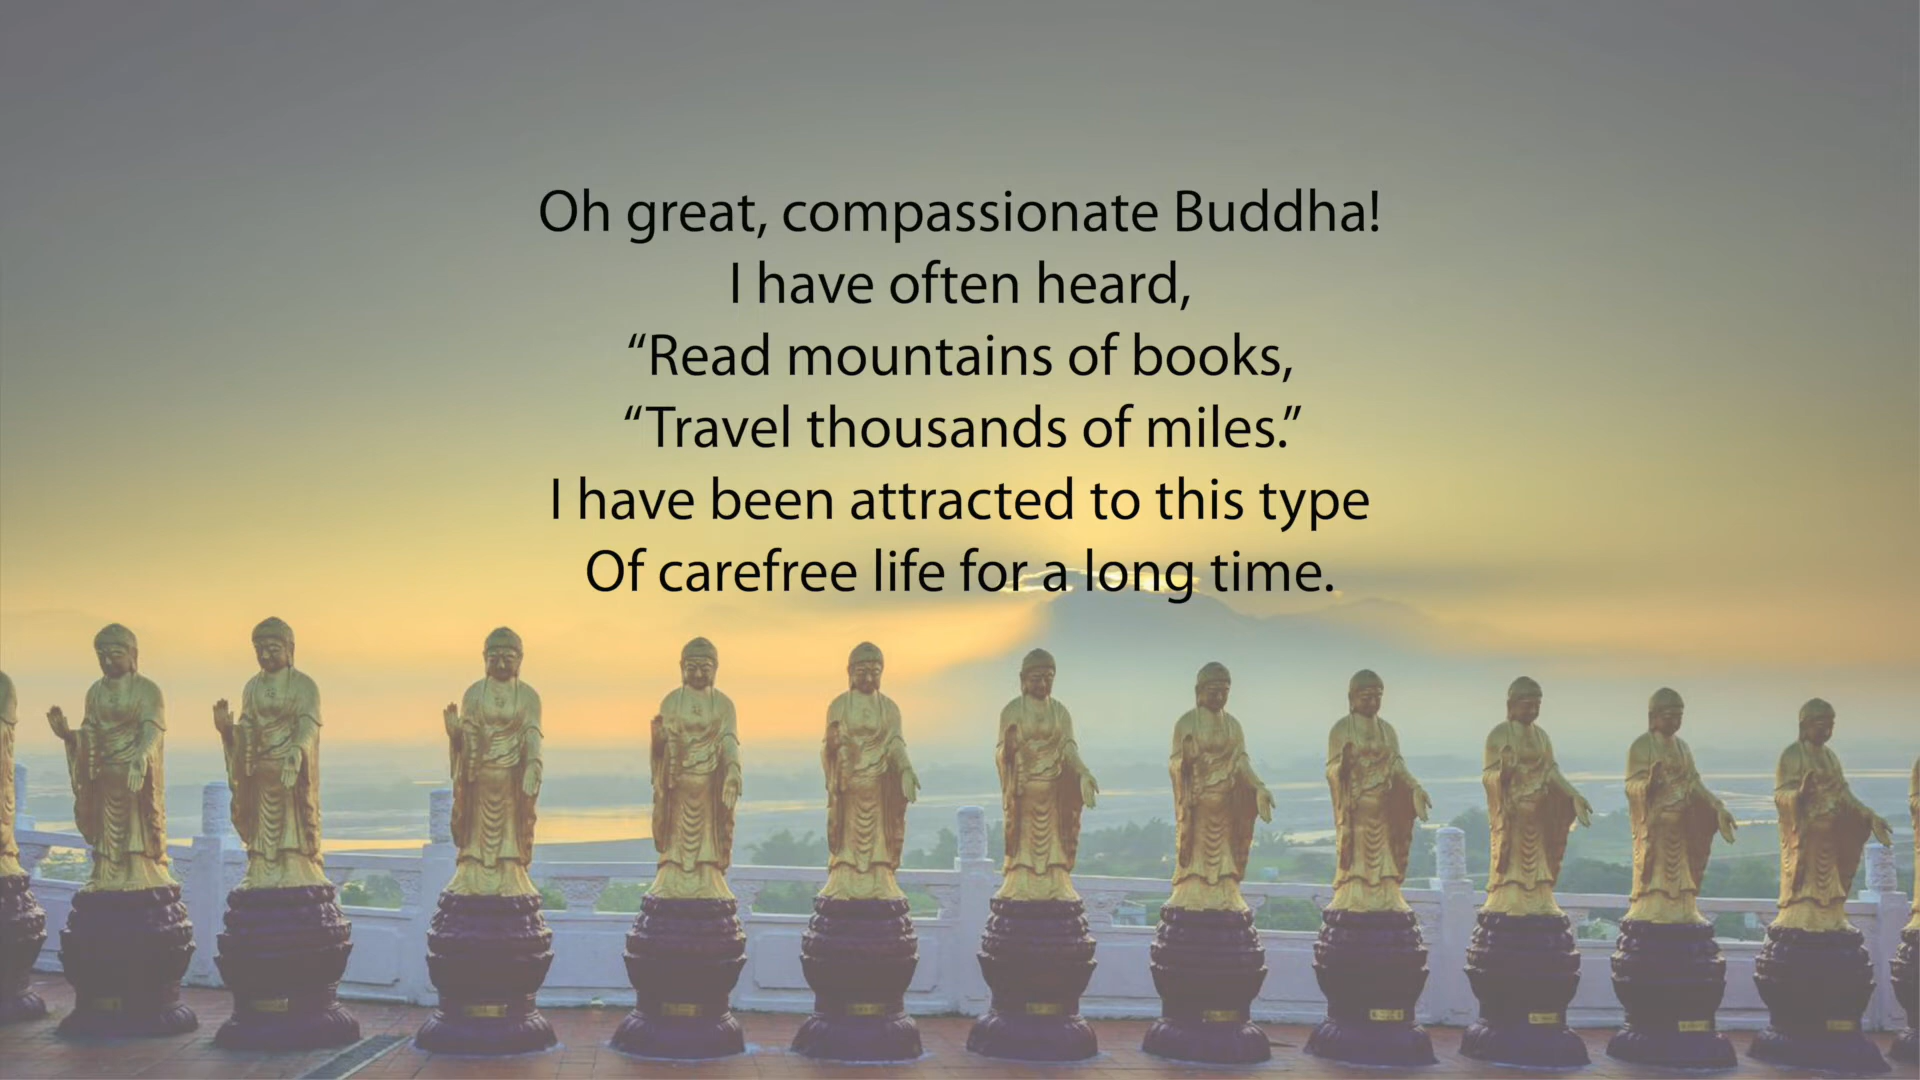 Oh great, compassionate Buddha!
I have often heard,
“Read mountains of books,
“Travel thousands of miles.”
I have been attracted to this type
Of carefree life for a long time.